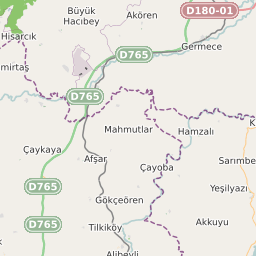 Büyük
Hacıbey
Akören
D180-01
Hisarcık
Germece
D765
mirtaş
D765
Mahmutlar
Hamzalı
Çaykaya
Afşar
Sarımbe
Çayoba
D765
Yeşilyazı
Gökçeören
D765
Akkuyu
Tilkiköy
Alibeyli